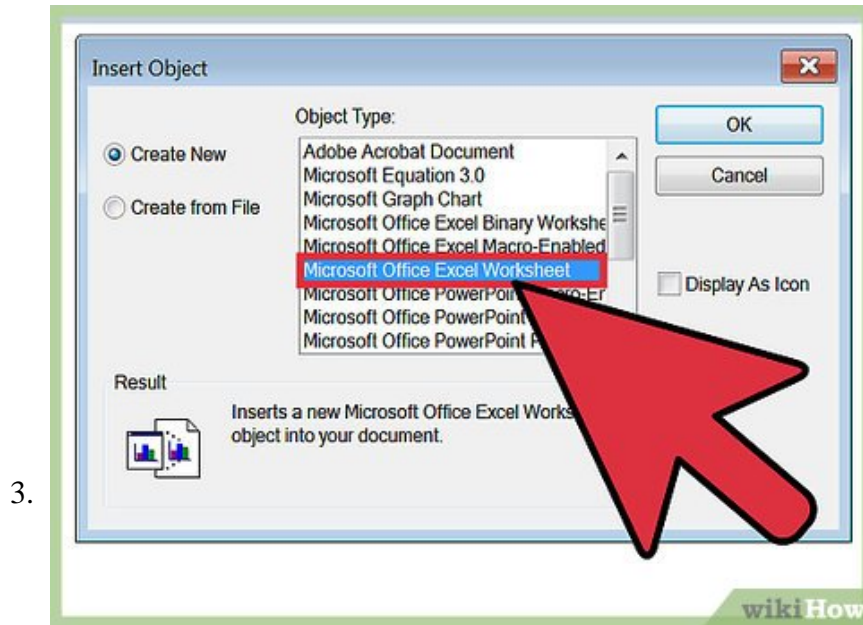 Insert Object
Object Type:
Create New
Create from File
Adobe Acrobat Document
Microsoft Equation 3.0
Microsoft Graph Chart
Microsoft Office Excel Binary Workshe
Microsoft Office Excel Macro-Enabled
Microsoft Office Excel Worksheet
Microsoft Office PowerPoin
Microsoft Office PowerPoint
Microsoft Office PowerPoint
OK
Cancel
Display As Icon
Result
Inserts a new Microsoft Office Excel Works
object into your document.
3.
wikiHow